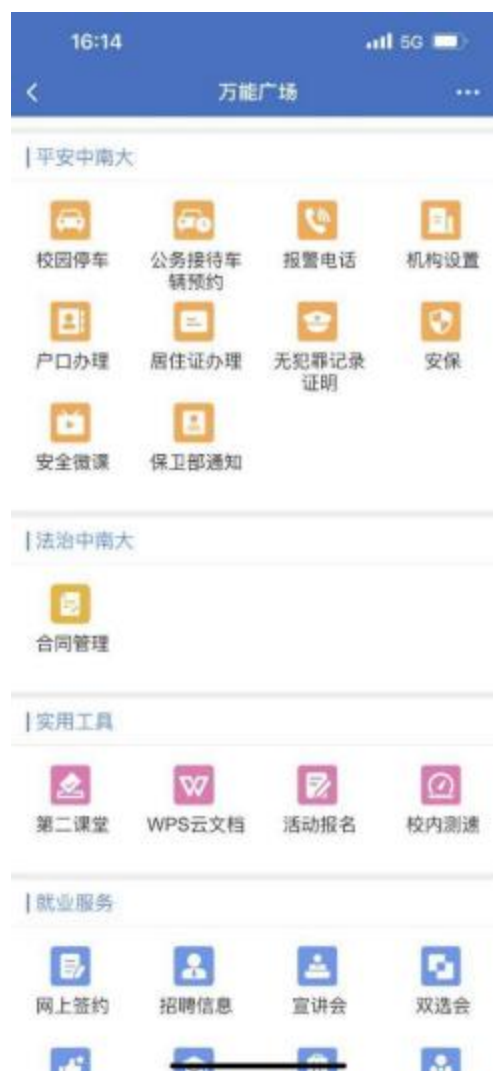 16:14 5G
万能广场
平安中南大
校园停车 公务接待车 报警电话 机构设置
辆预约
户口办理 居住证办理 无犯罪记录 安保
证明
安全微课 保卫部通知
法治中南大
合同管理
实用工具
第二课堂 WPS云文档 活动报名 校内测速
就业服务
网上签约 招聘信息 宣讲会 双选会